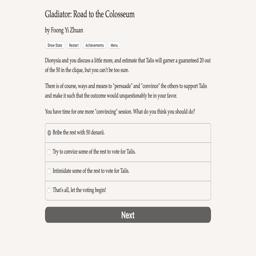 Gladiator: Road to the Colosseum
by Foong Yi Zhuan
Show Stats Restart Achievements Menu
Dionysia and you discuss a little more, and estimate that Talis will garner a guaranteed 20 out
of the 50 in the clique, but you can't be too sure.
There is of course, ways and means to "persuade" and "convince" the others to support Talis
and make it such that the outcome would unquestionably be in your favor.
You have time for one more "convincing" session. What do you think you should do?
Bribe the rest with 50 denarii.
Try to convice some of the rest to vote for Talis.
Intimidate some of the rest to vote for Talis.
That's all, let the voting begin!
Next